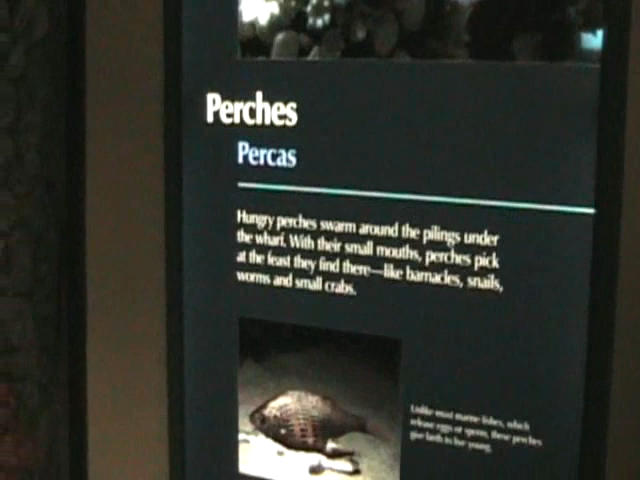 Perches
Percas
Hungry perches swarm around the pilings under
the wharf. With their small mouths, perches pick
at the feast they find there—like barnacles, snails,
worms and small crabs.
Unlike most marine fishes, which
release eggs or sperm, these perches
give birth to live young.